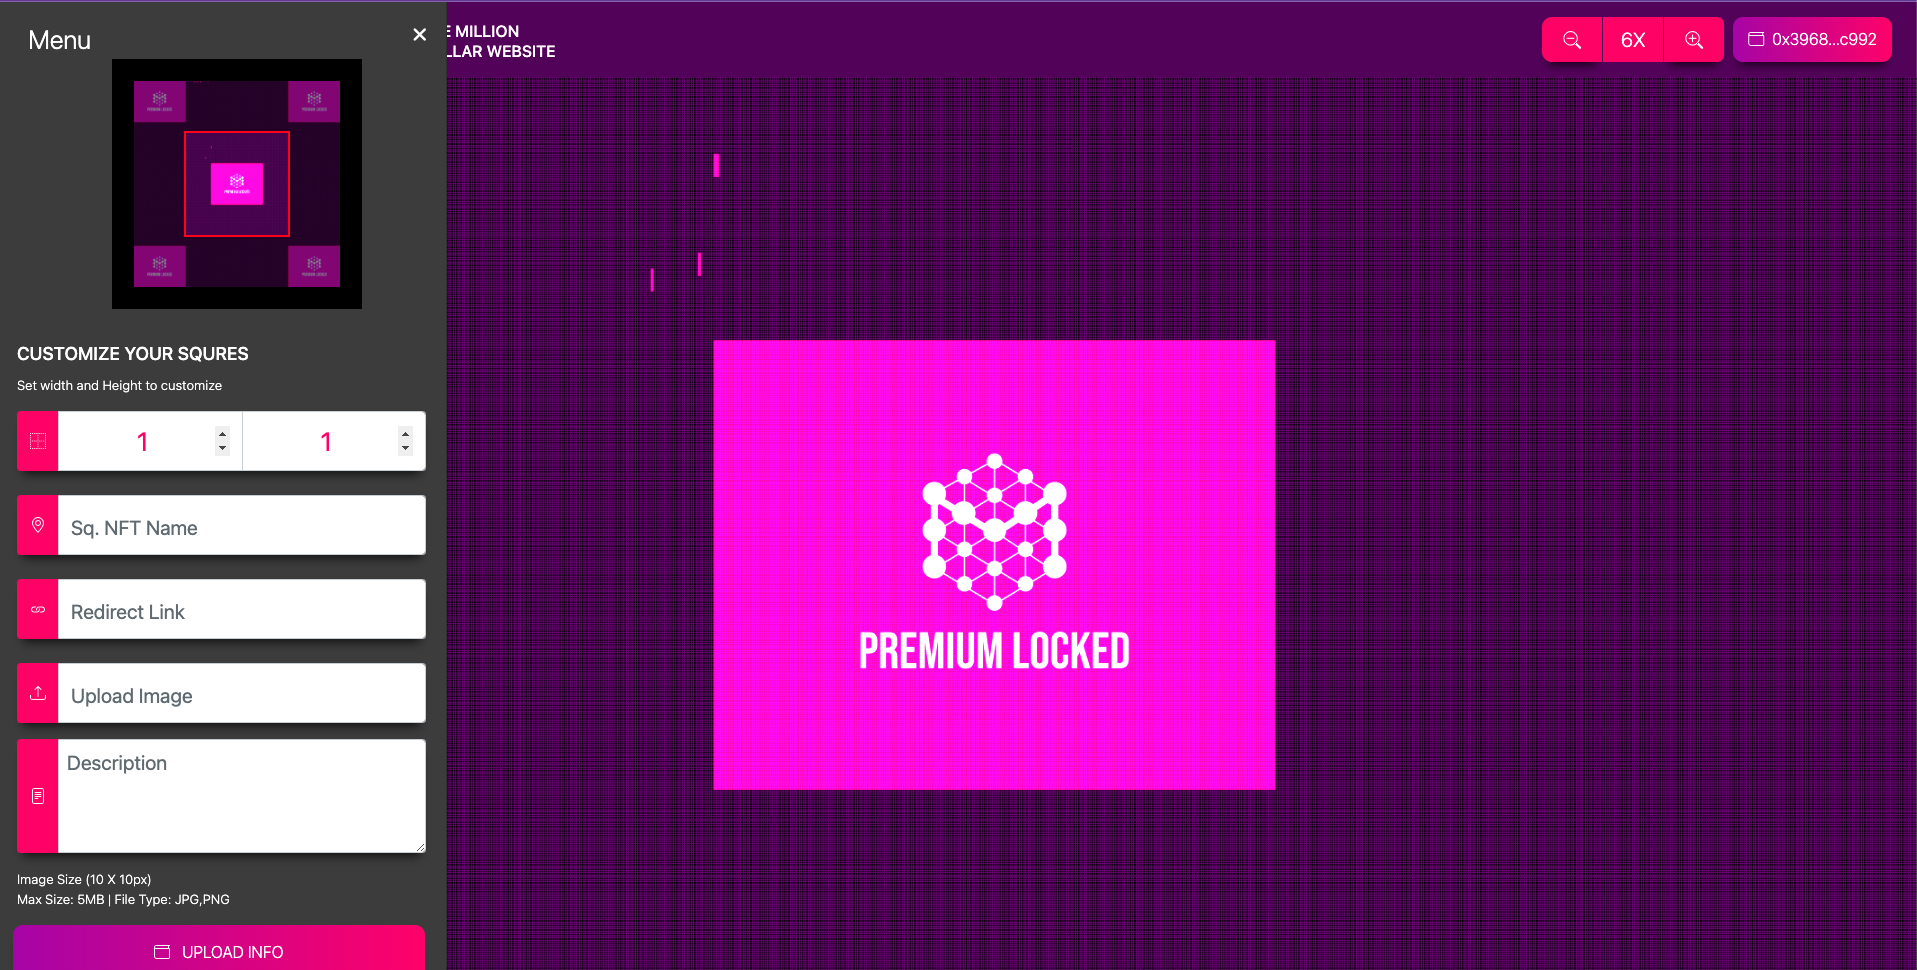 Menu
E MILLION
LLAR WEBSITE
6X
0x3968...c992
CUSTOMIZE YOUR SQURES
Set width and Height to customize
1
1
Sq. NFT Name
Redirect Link
Upload Image
Description
Image Size (10 X 10px)
Max Size: 5MB | File Type: JPG,PNG
UPLOAD INFO
PREMIUM LOCKED